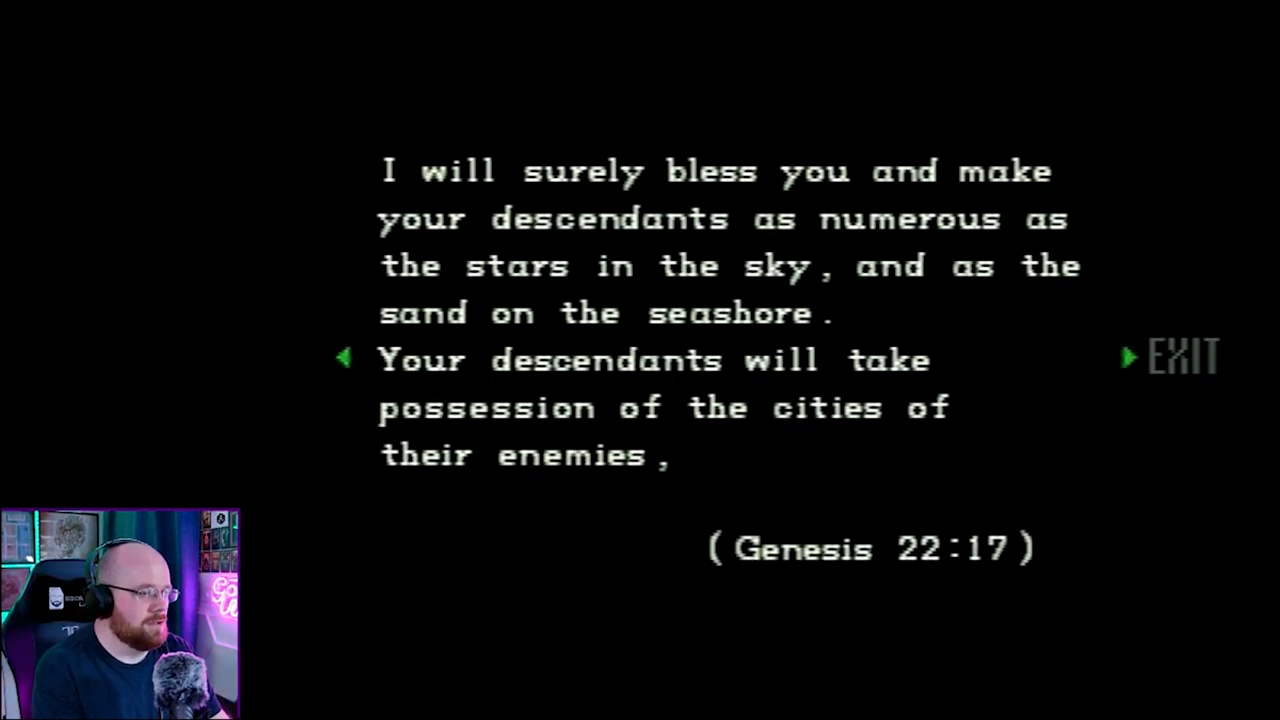 I will surely bless you and make
your descendants as numerous as
the stars in the sky, and as the
sand on the seashore.
Your descendants will take
possession of the cities of
their enemies,
EXIT
(Genesis 22:17)